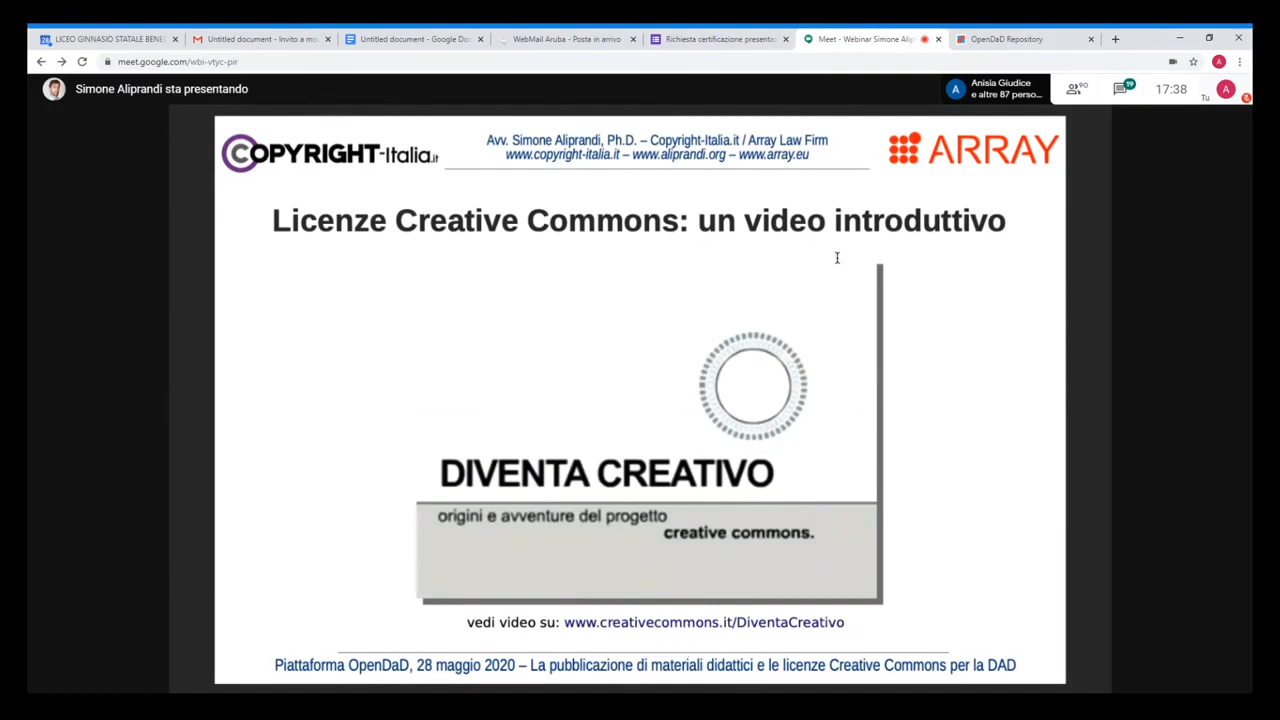 28 LICEO GINNASIO STATALE BENE
Untitled document - Invito a mo
Untitled document - Google Doc
WebMail Aruba - Posta in arrivo
Richiesta certificazione presenta
Meet - Webinar Simone Alip
OpenDaD Repository
meet.google.com/wbi-vtyc-pir
A
Simone Aliprandi sta presentando
A
Anisia Giudice
e altre 87 perso...
90
19
17:38
Tu
A
COPYRIGHT-Italia.it
Avv. Simone Aliprandi, Ph.D. – Copyright-Italia.it / Array Law Firm
www.copyright-italia.it – www.aliprandi.org – www.array.eu
ARRAY
Licenze Creative Commons: un video introduttivo
DIVENTA CREATIVO
origini e avventure del progetto
creative commons.
vedi video su: www.creativecommons.it/DiventaCreativo
Piattaforma OpenDaD, 28 maggio 2020 – La pubblicazione di materiali didattici e le licenze Creative Commons per la DAD